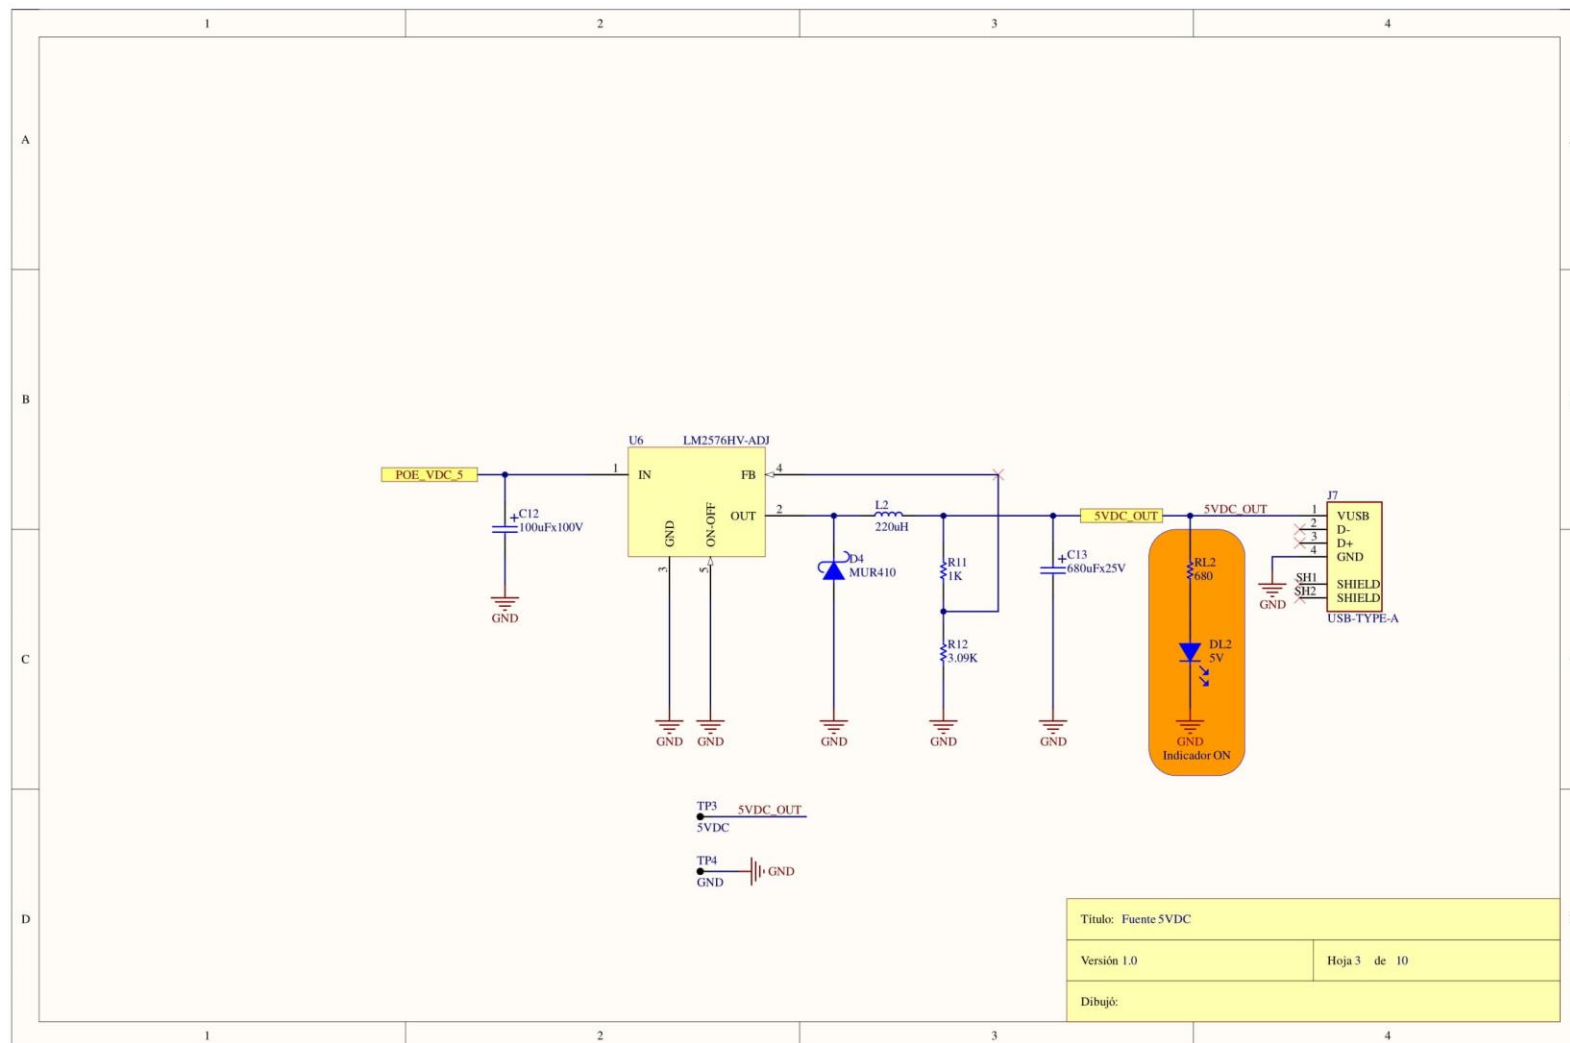 1 2 3 4
A
B
C
D
U6 LM2576HV-ADJ
POE_VDC_5
1 IN
FB 4
OUT 2
GND 3
ON-OFF 5
C12
100uFx100V
GND
L2
220uH
D4
MUR410
R11
1K
R12
3.09K
C13
680uFx25V
5VDC_OUT
5VDC_OUT
RL2
680
DL2
5V
GND
Indicador ON
J7
1 VUSB
2 D-
3 D+
4 GND
SH1 SHIELD
SH2 SHIELD
USB-TYPE-A
GND
GND GND GND GND GND
TP3 5VDC_OUT
5VDC
TP4
GND
GND
Título: Fuente 5VDC
Versión 1.0
Hoja 3 de 10
Dibujó:
1 2 3 4